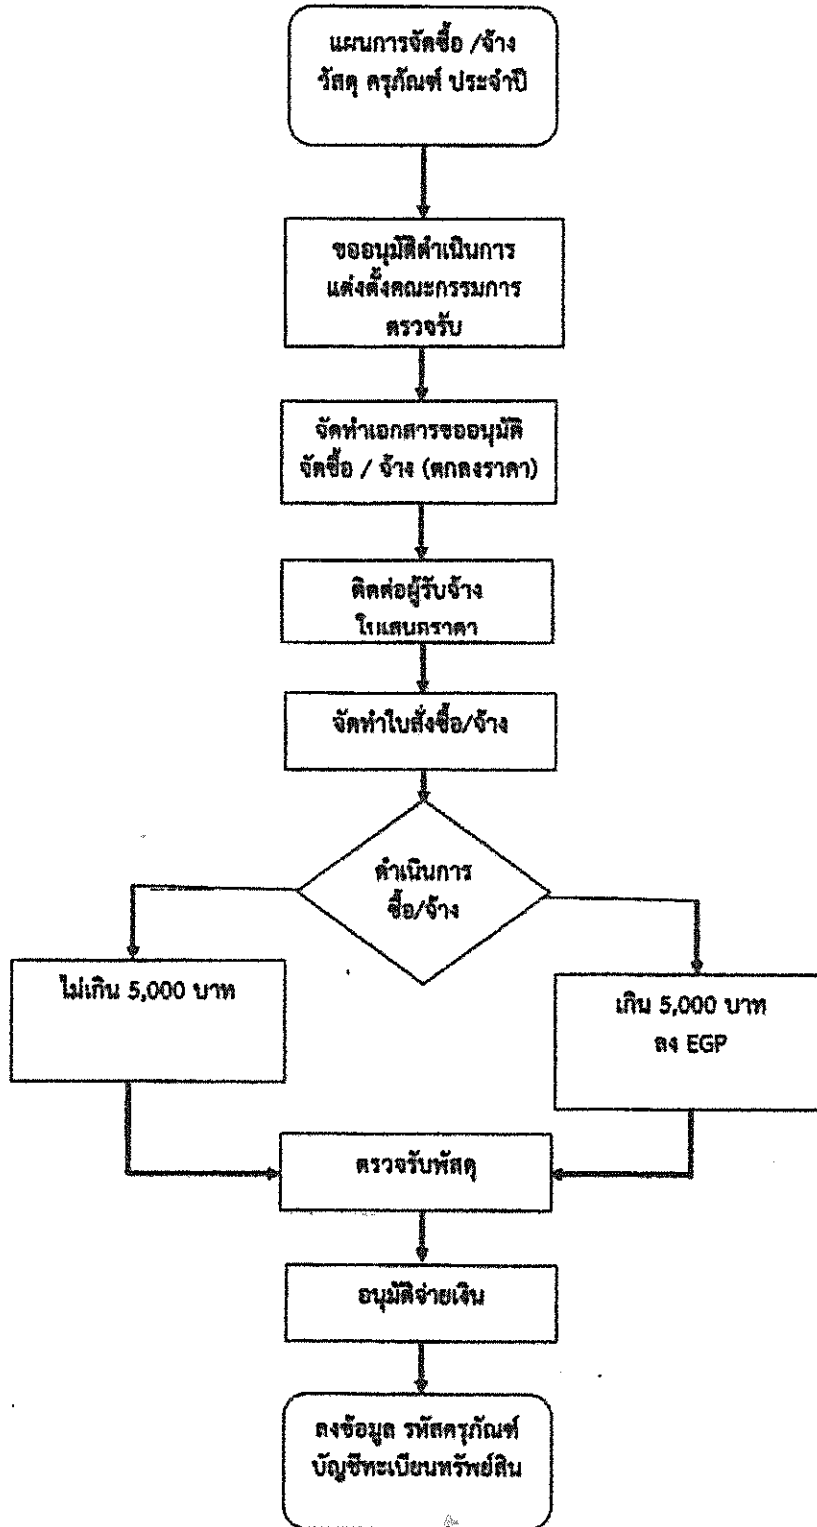 แผนการจัดซื้อ /จ้าง
วัสดุ ครุภัณฑ์ ประจำปี
ขออนุมัติดำเนินการ
แต่งตั้งคณะกรรมการ
ตรวจรับ
จัดทำเอกสารขออนุมัติ
จัดซื้อ / จ้าง (ตกลงราคา)
ติดต่อผู้รับจ้าง
ใบเสนอราคา
จัดทำใบสั่งซื้อ/จ้าง
ดำเนินการ
ซื้อ/จ้าง
ไม่เกิน 5,000 บาท
เกิน 5,000 บาท
ลง EGP
ตรวจรับพัสดุ
อนุมัติจ่ายเงิน
ลงข้อมูล รหัสครุภัณฑ์
บัญชีทะเบียนทรัพย์สิน